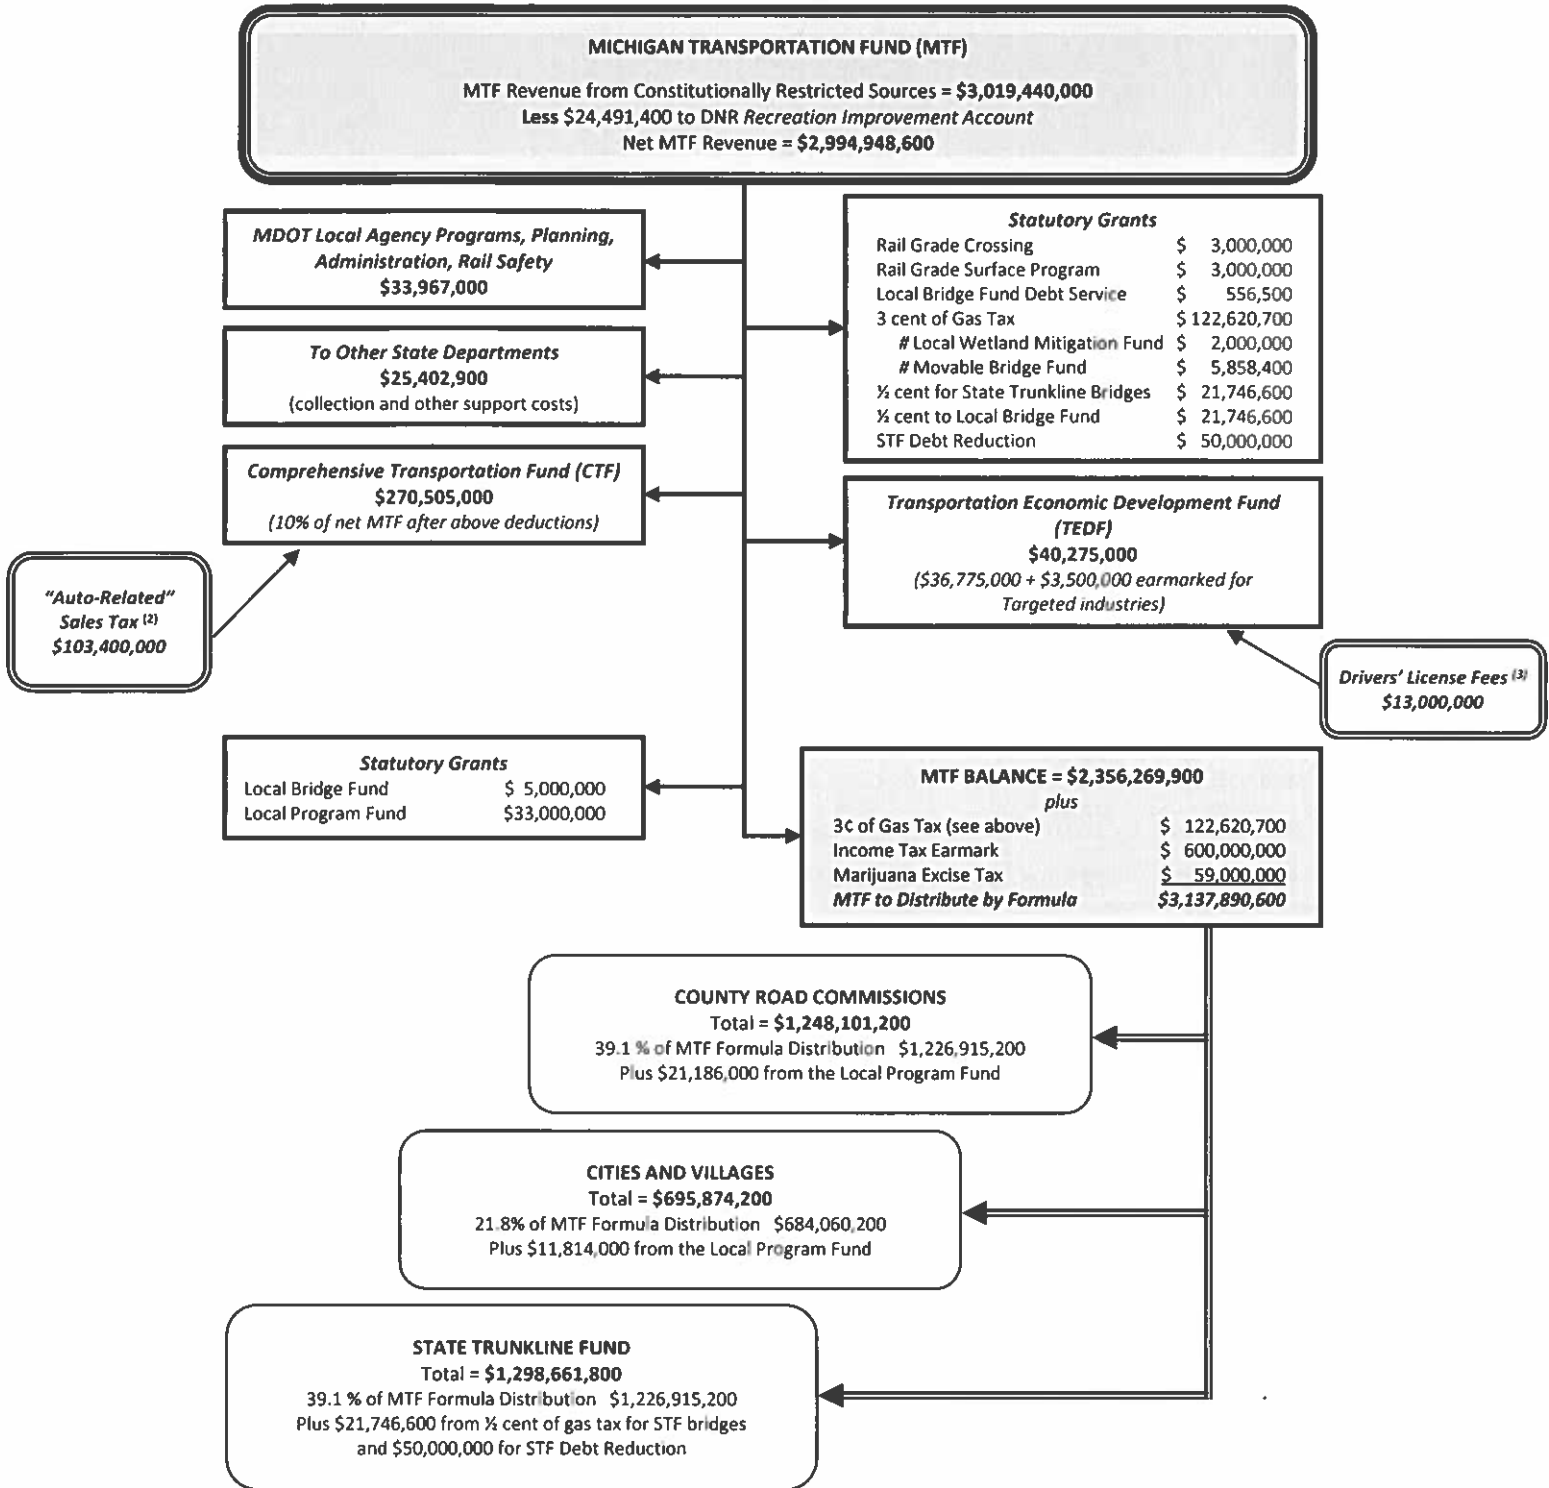 MICHIGAN TRANSPORTATION FUND (MTF)
MTF Revenue from Constitutionally Restricted Sources = $3,019,440,000
Less $24,491,400 to DNR Recreation Improvement Account
Net MTF Revenue = $2,994,948,600
MDOT Local Agency Programs, Planning,
Administration, Rail Safety
$33,967,000
Statutory Grants
Rail Grade Crossing $ 3,000,000
Rail Grade Surface Program $ 3,000,000
Local Bridge Fund Debt Service $ 556,500
3 cent of Gas Tax $ 122,620,700
# Local Wetland Mitigation Fund $ 2,000,000
# Movable Bridge Fund $ 5,858,400
½ cent for State Trunkline Bridges $ 21,746,600
½ cent to Local Bridge Fund $ 21,746,600
STF Debt Reduction $ 50,000,000
To Other State Departments
$25,402,900
(collection and other support costs)
Comprehensive Transportation Fund (CTF)
$270,505,000
(10% of net MTF after above deductions)
Transportation Economic Development Fund
(TEDF)
$40,275,000
($36,775,000 + $3,500,000 earmarked for
Targeted industries)
"Auto-Related"
Sales Tax (2)
$103,400,000
Drivers' License Fees (3)
$13,000,000
Statutory Grants
Local Bridge Fund $ 5,000,000
Local Program Fund $33,000,000
MTF BALANCE = $2,356,269,900
plus
3¢ of Gas Tax (see above) $ 122,620,700
Income Tax Earmark $ 600,000,000
Marijuana Excise Tax $ 59,000,000
MTF to Distribute by Formula $3,137,890,600
COUNTY ROAD COMMISSIONS
Total = $1,248,101,200
39.1 % of MTF Formula Distribution $1,226,915,200
Plus $21,186,000 from the Local Program Fund
CITIES AND VILLAGES
Total = $695,874,200
21.8% of MTF Formula Distribution $684,060,200
Plus $11,814,000 from the Local Program Fund
STATE TRUNKLINE FUND
Total = $1,298,661,800
39.1 % of MTF Formula Distribution $1,226,915,200
Plus $21,746,600 from ½ cent of gas tax for STF bridges
and $50,000,000 for STF Debt Reduction